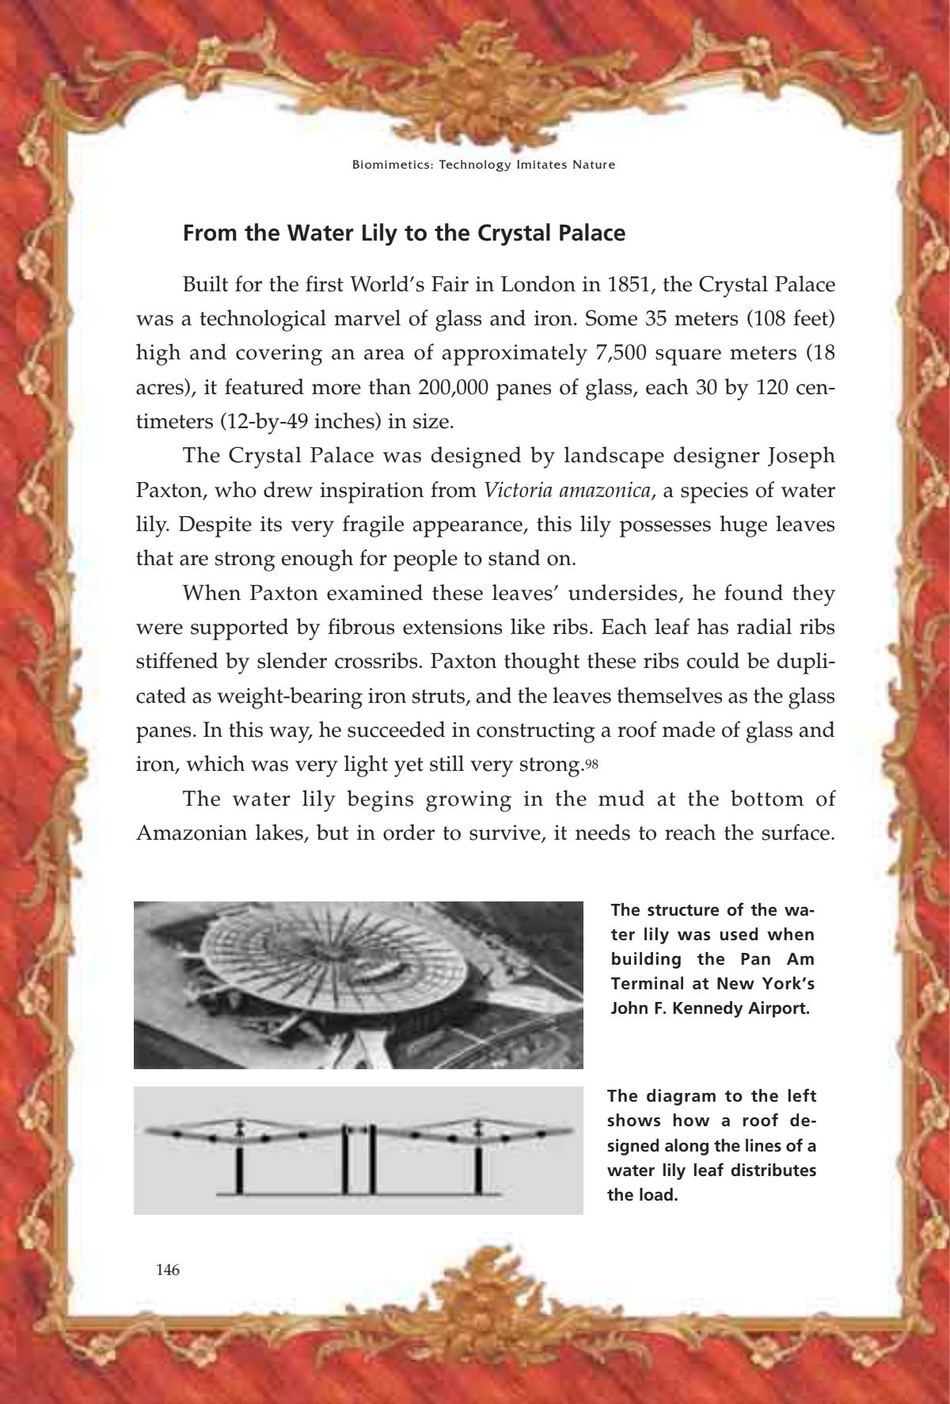 Biomimetics: Technology Imitates Nature
From the Water Lily to the Crystal Palace
Built for the first World's Fair in London in 1851, the Crystal Palace
was a technological marvel of glass and iron. Some 35 meters (108 feet)
high and covering an area of approximately 7,500 square meters (18
acres), it featured more than 200,000 panes of glass, each 30 by 120 cen-
timeters (12-by-49 inches) in size.
The Crystal Palace was designed by landscape designer Joseph
Paxton, who drew inspiration from Victoria amazonica, a species of water
lily. Despite its very fragile appearance, this lily possesses huge leaves
that are strong enough for people to stand on.
When Paxton examined these leaves' undersides, he found they
were supported by fibrous extensions like ribs. Each leaf has radial ribs
stiffened by slender crossribs. Paxton thought these ribs could be dupli-
cated as weight-bearing iron struts, and the leaves themselves as the glass
panes. In this way, he succeeded in constructing a roof made of glass and
iron, which was very light yet still very strong.98
The water lily begins growing in the mud at the bottom of
Amazonian lakes, but in order to survive, it needs to reach the surface.
The structure of the wa-
ter lily was used when
building the Pan Am
Terminal at New York's
John F. Kennedy Airport.
The diagram to the left
shows how a roof de-
signed along the lines of a
water lily leaf distributes
the load.
146